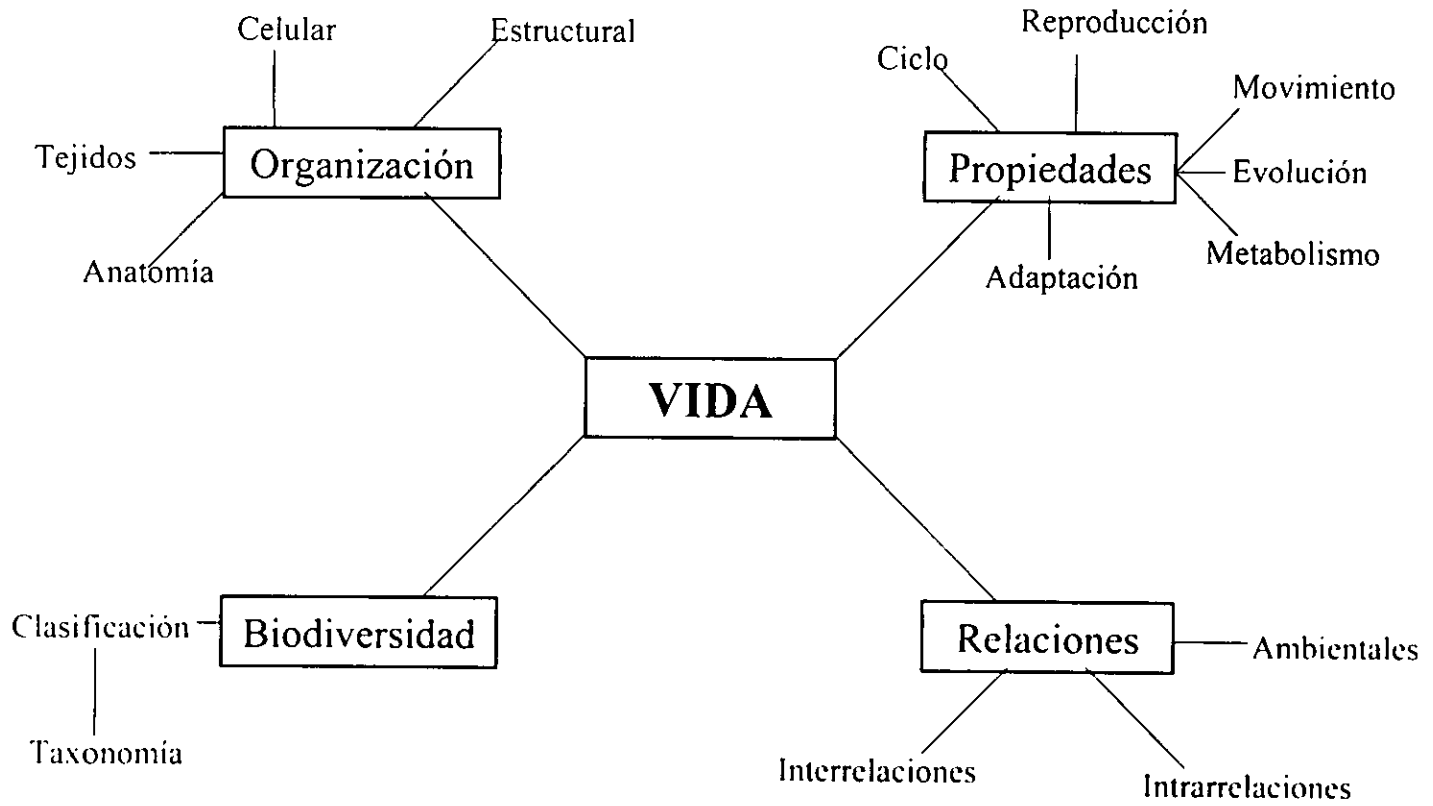 Celular
Estructural
Tejidos
Organización
Anatomía
Reproducción
Ciclo
Movimiento
Propiedades
Evolución
Metabolismo
Adaptación
VIDA
Clasificación
Biodiversidad
Taxonomía
Relaciones
Ambientales
Interrelaciones
Intrarrelaciones